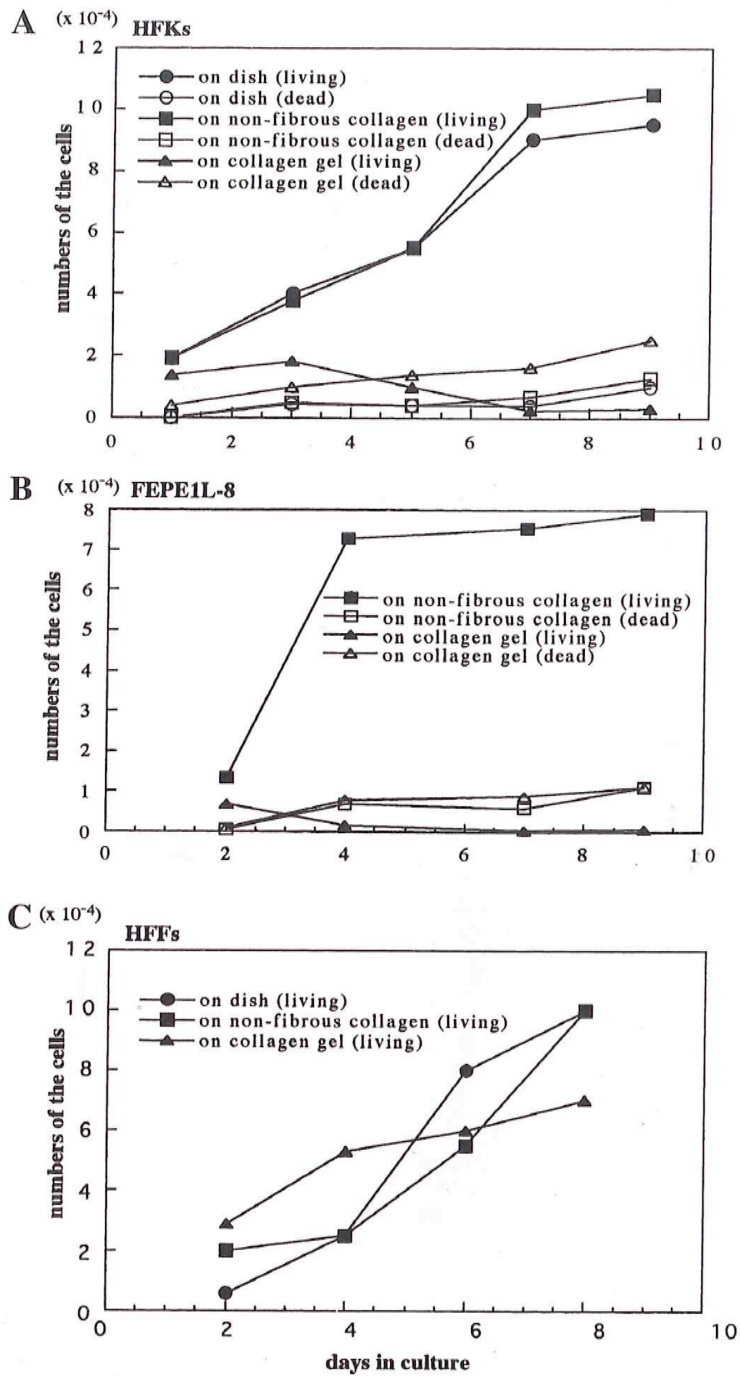 A (x 10⁻⁴) HFKs
12
on dish (living)
10
on dish (dead)
on non-fibrous collagen (living)
8
on non-fibrous collagen (dead)
on collagen gel (living)
on collagen gel (dead)
6
4
2
0
numbers of the cells
0 2 4 6 8 10
B (x 10⁻⁴) FEPE1L-8
8
7
6
on non-fibrous collagen (living)
on non-fibrous collagen (dead)
5
on collagen gel (living)
on collagen gel (dead)
4
3
2
1
0
numbers of the cells
0 2 4 6 8 10
C (x 10⁻⁴)
HFFs
12
on dish (living)
10
on non-fibrous collagen (living)
on collagen gel (living)
8
6
4
2
0
numbers of the cells
0 2 4 6 8 10
days in culture